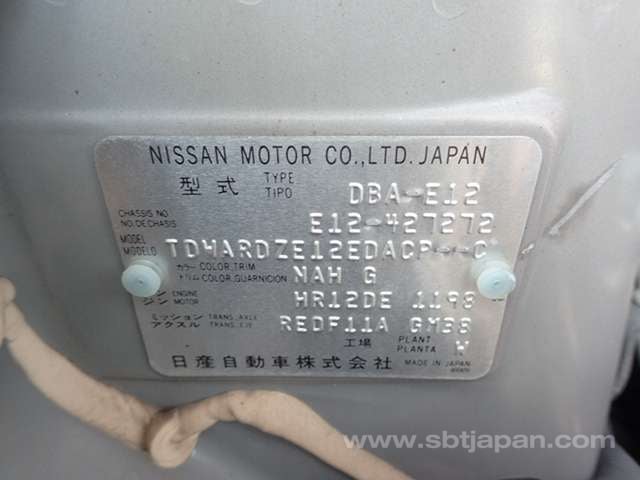 NISSAN MOTOR CO.,LTD. JAPAN
型式 TYPE TIPO DBA-E12
CHASSIS NO. NO.DE CHASIS E12-427272
MODEL MODELO TDWARDZE12EDACP---C
カラー COLOR,TRIM トリム COLOR,GUARNICION NAH G
エンジン ENGINE MOTOR HR12DE 1198
ミッション TRANS. AXLE アクスル TRANS. EJE REOF11A GM38
工場 PLANT PLANTA W
日産自動車株式会社 MADE IN JAPAN
www.sbtjapan.com